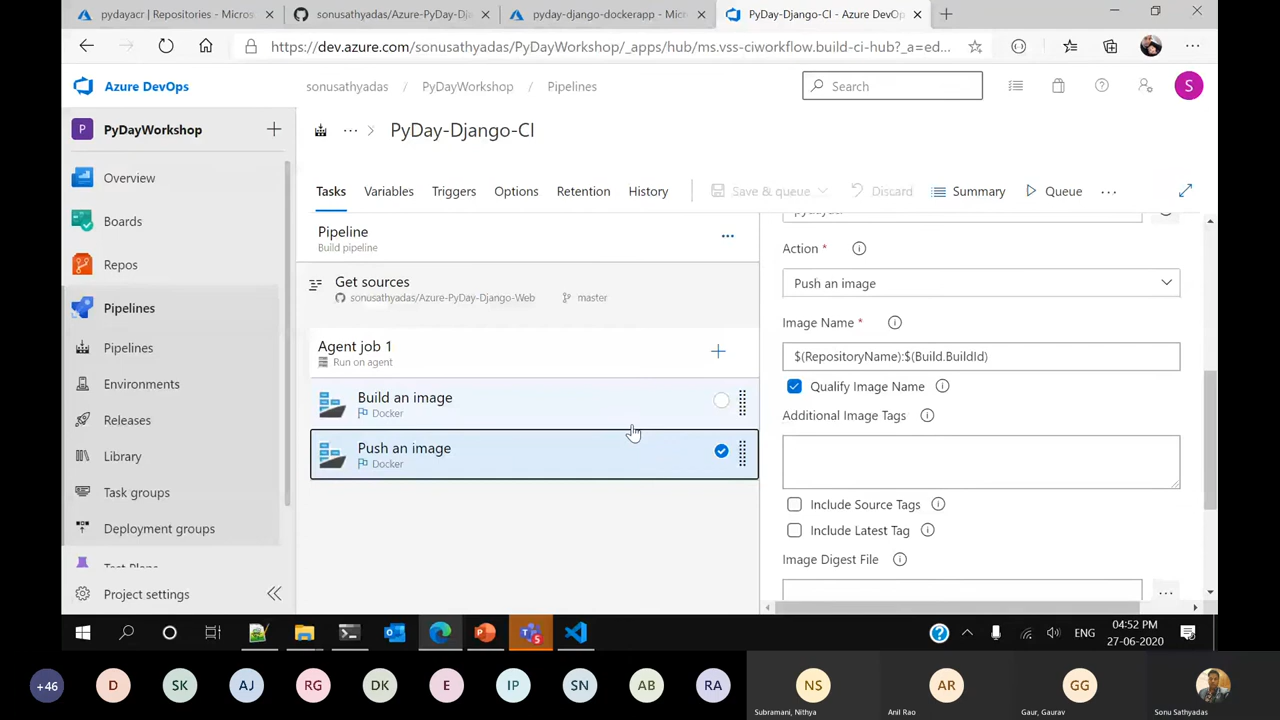 pydayacr | Repositories - Micros
sonusathyadas/Azure-PyDay-Dj
pyday-django-dockerapp - Micr
PyDay-Django-CI - Azure DevOp
https://dev.azure.com/sonusathyadas/PyDayWorkshop/_apps/hub/ms.vss-ciworkflow.build-ci-hub?_a=ed...
Azure DevOps
sonusathyadas / PyDayWorkshop / Pipelines
Search
S
P PyDayWorkshop
Overview
Boards
Repos
Pipelines
Pipelines
Environments
Releases
Library
Task groups
Deployment groups
Test Plans
Project settings
... > PyDay-Django-CI
Tasks Variables Triggers Options Retention History
Save & queue Discard Summary Queue ...
Pipeline
Build pipeline
Get sources
sonusathyadas/Azure-PyDay-Django-Web master
Agent job 1
Run on agent
Build an image
Docker
Push an image
Docker
pydayacr
Action *
Push an image
Image Name *
$(RepositoryName):$(Build.BuildId)
Qualify Image Name
Additional Image Tags
Include Source Tags
Include Latest Tag
Image Digest File
ENG
04:52 PM
27-06-2020
+46 D SK AJ RG DK E IP SN AB RA NS AR GG
Subramani, Nithya
Anil Rao
Gaur, Gaurav
Sonu Sathyadas